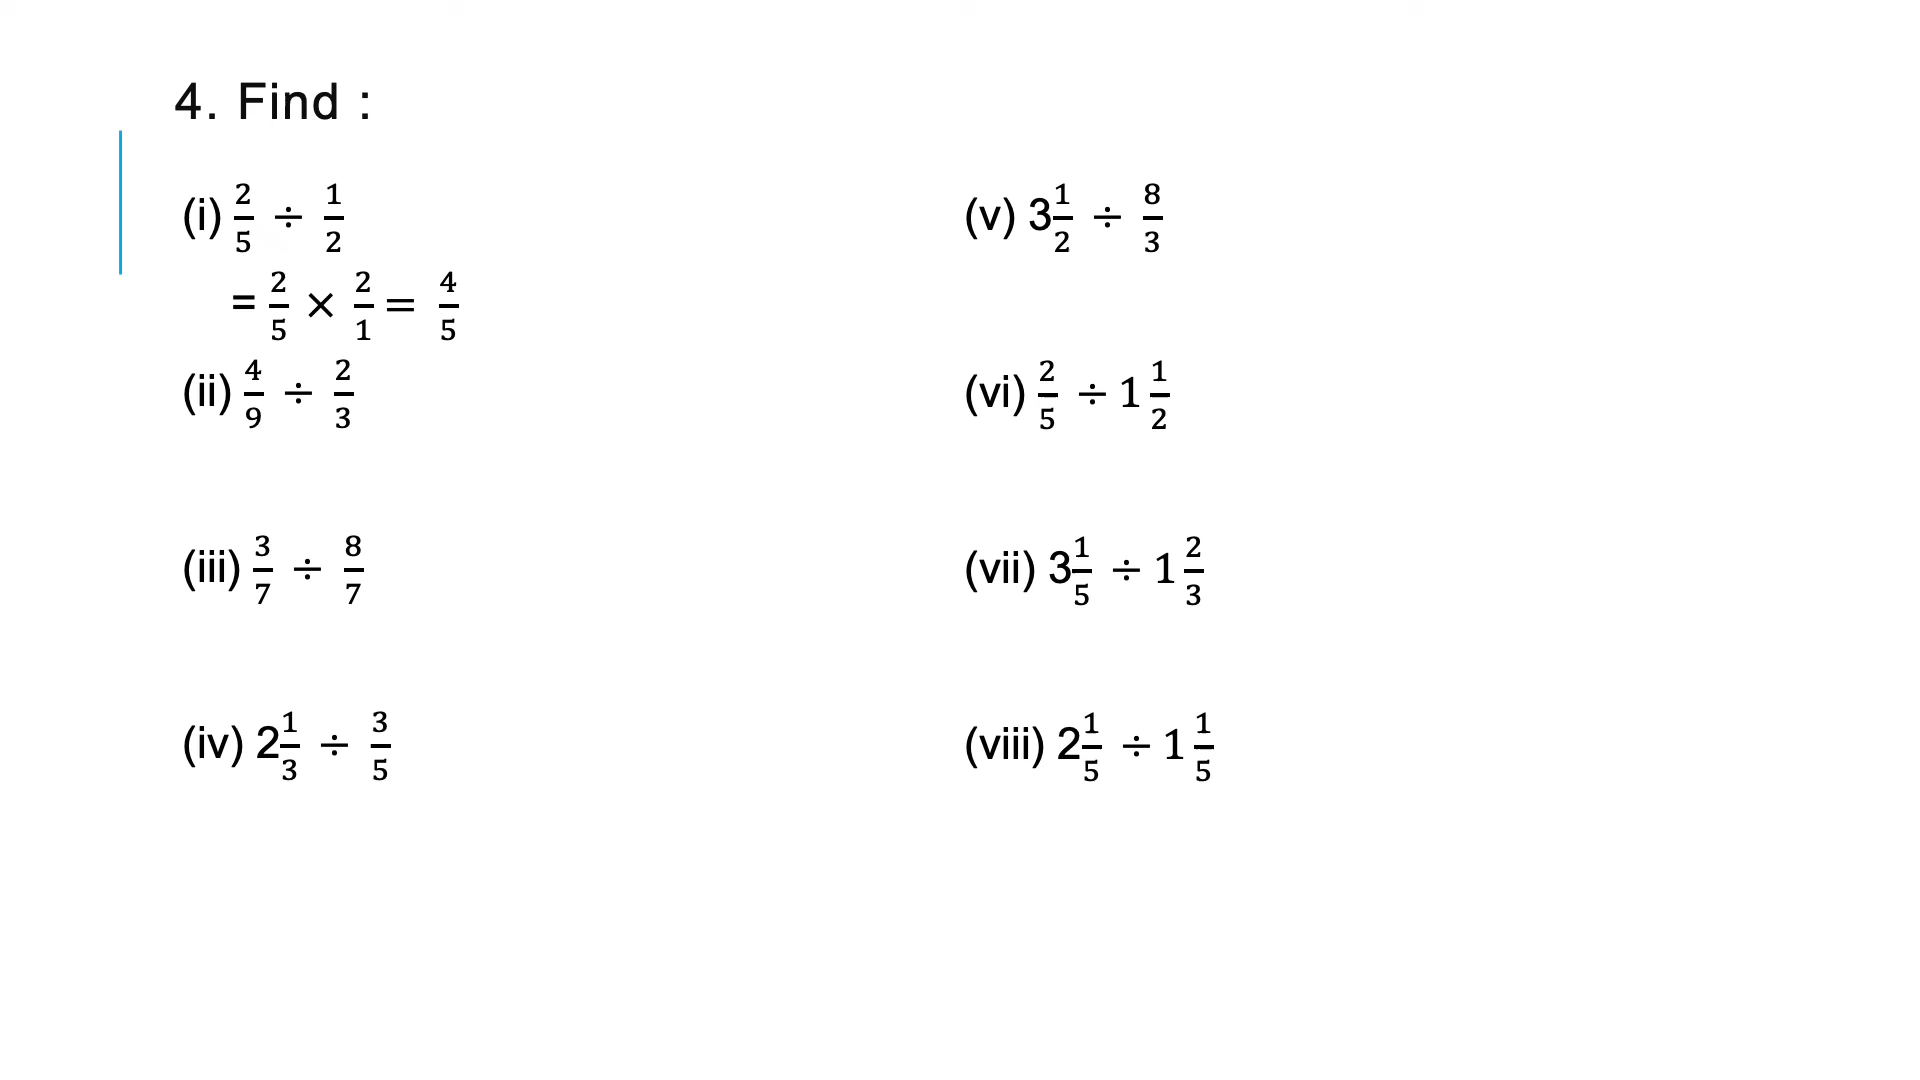 4. Find :
(i) 2/5 ÷ 1/2
= 2/5 × 2/1 = 4/5
(ii) 4/9 ÷ 2/3
(iii) 3/7 ÷ 8/7
(iv) 2 1/3 ÷ 3/5
(v) 3 1/2 ÷ 8/3
(vi) 2/5 ÷ 1 1/2
(vii) 3 1/5 ÷ 1 2/3
(viii) 2 1/5 ÷ 1 1/5